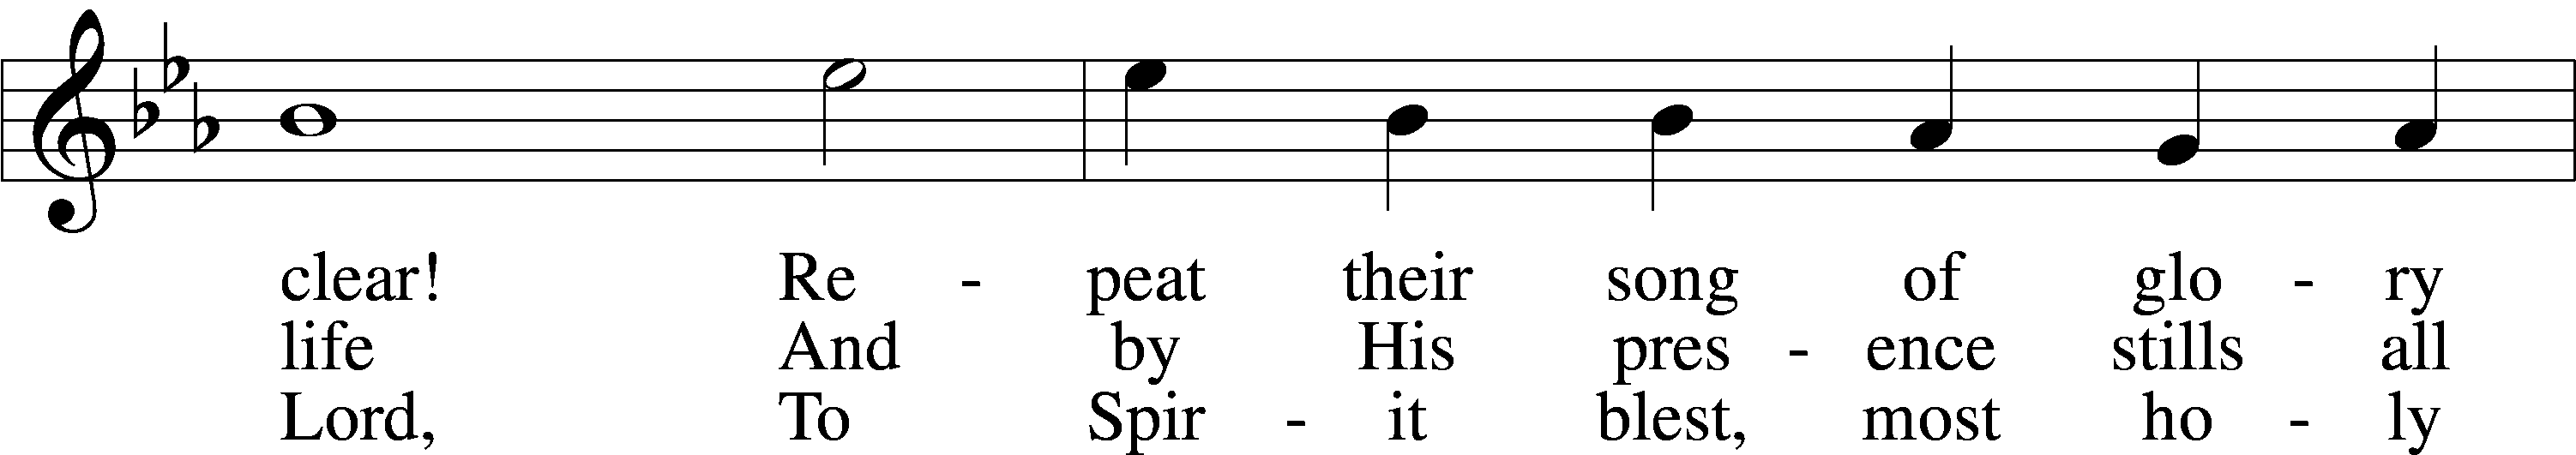 clear! Re - peat their song of glo - ry
life And by His pres - ence stills all
Lord, To Spir - it blest, most ho - ly